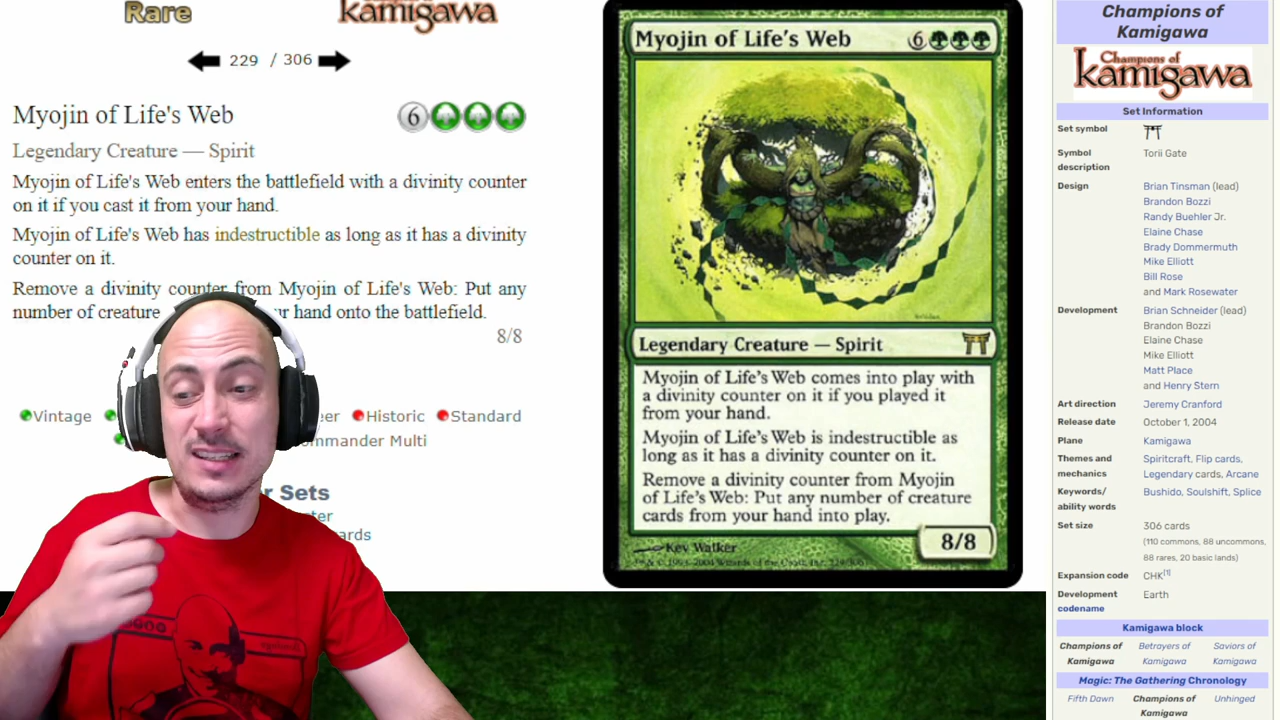 Rare
kamigawa
229 / 306
Myojin of Life's Web
6
Legendary Creature — Spirit
Myojin of Life's Web enters the battlefield with a divinity counter
on it if you cast it from your hand.
Myojin of Life's Web has indestructible as long as it has a divinity
counter on it.
Remove a divinity counter from Myojin of Life's Web: Put any
number of creature ur hand onto the battlefield.
8/8
Vintage
er Historic Standard
ommander Multi
r Sets
ter
ards
Myojin of Life's Web 6
Legendary Creature — Spirit
Myojin of Life's Web comes into play with
a divinity counter on it if you played it
from your hand.
Myojin of Life's Web is indestructible as
long as it has a divinity counter on it.
Remove a divinity counter from Myojin
of Life's Web: Put any number of creature
cards from your hand into play.
8/8
Kev Walker
Champions of
Kamigawa
Champions of
kamigawa
Set Information
Set symbol
Symbol Torii Gate
description
Design Brian Tinsman (lead)
Brandon Bozzi
Randy Buehler Jr.
Elaine Chase
Brady Dommermuth
Mike Elliott
Bill Rose
and Mark Rosewater
Development Brian Schneider (lead)
Brandon Bozzi
Elaine Chase
Mike Elliott
Matt Place
and Henry Stern
Art direction Jeremy Cranford
Release date October 1, 2004
Plane Kamigawa
Themes and Spiritcraft, Flip cards,
mechanics Legendary cards, Arcane
Keywords/ Bushido, Soulshift, Splice
ability words
Set size 306 cards
(110 commons, 88 uncommons,
88 rares, 20 basic lands)
Expansion code CHK[1]
Development Earth
codename
Kamigawa block
Champions of Betrayers of Saviors of
Kamigawa Kamigawa Kamigawa
Magic: The Gathering Chronology
Fifth Dawn Champions of Unhinged
Kamigawa